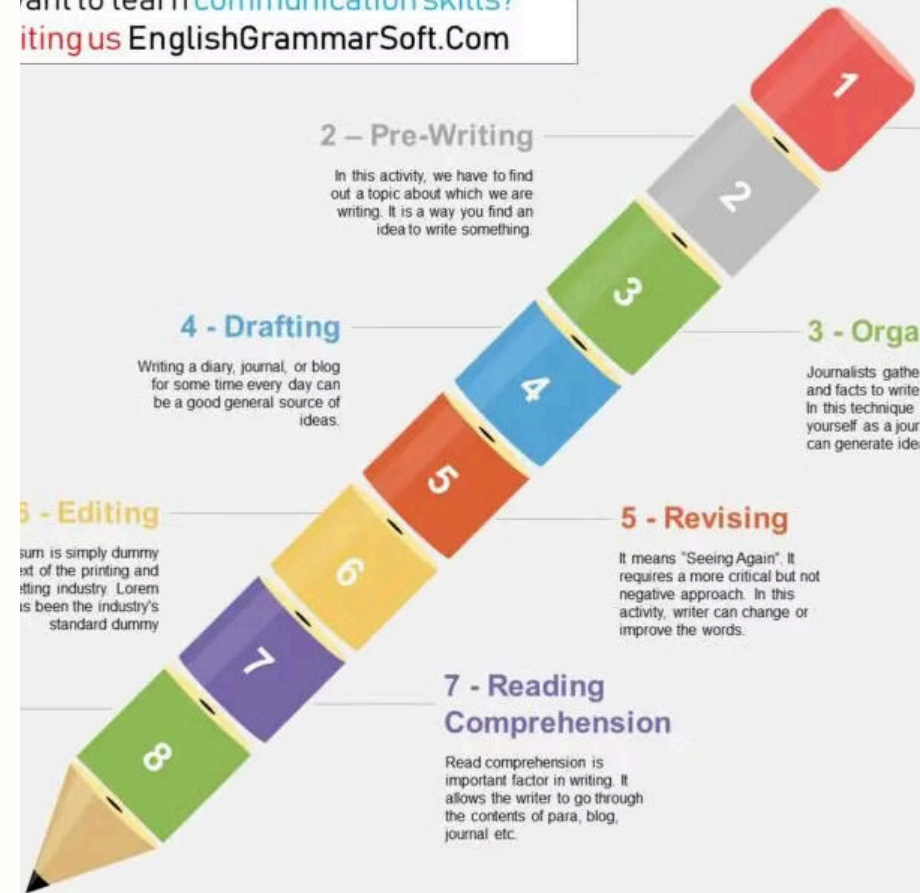 want to learn communication skills?
iting us EnglishGrammarSoft.Com
1
2 – Pre-Writing
In this activity, we have to find
out a topic about which we are
writing. It is a way you find an
idea to write something.
2
3
4 - Drafting
Writing a diary, journal, or blog
for some time every day can
be a good general source of
ideas.
3 - Orga
Journalists gathe
and facts to write
In this technique
yourself as a jour
can generate ide
4
5
6 - Editing
sum is simply dummy
ext of the printing and
etting industry. Lorem
as been the industry's
standard dummy
5 - Revising
It means "Seeing Again". It
requires a more critical but not
negative approach. In this
activity, writer can change or
improve the words.
6
7
7 - Reading
Comprehension
Read comprehension is
important factor in writing. It
allows the writer to go through
the contents of para, blog,
journal etc.
8